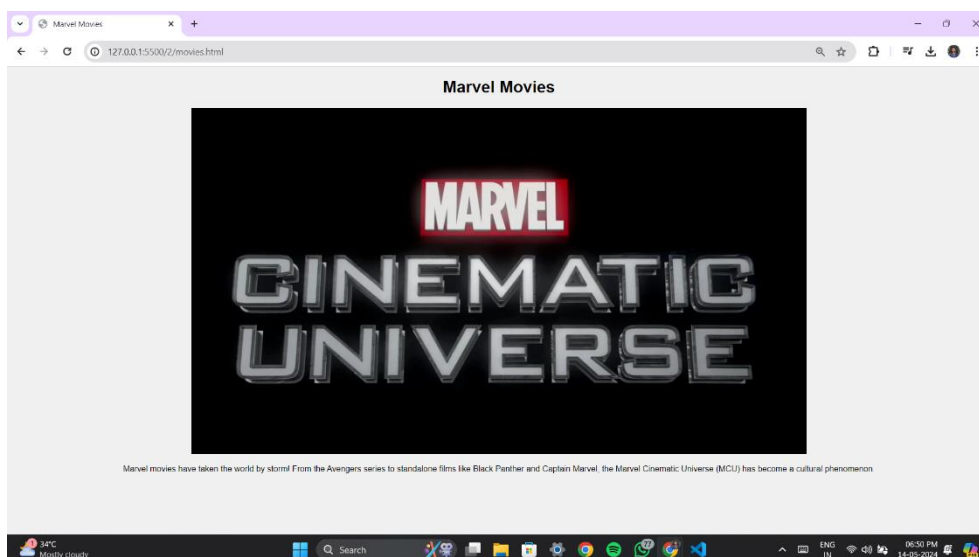 Marvel Movies
127.0.0.1:5500/2/movies.html
Marvel Movies
MARVEL
CINEMATIC
UNIVERSE
Marvel movies have taken the world by storm! From the Avengers series to standalone films like Black Panther and Captain Marvel, the Marvel Cinematic Universe (MCU) has become a cultural phenomenon
1
34°C
Mostly cloudy
Search
ENG
IN
06:50 PM
14-05-2024